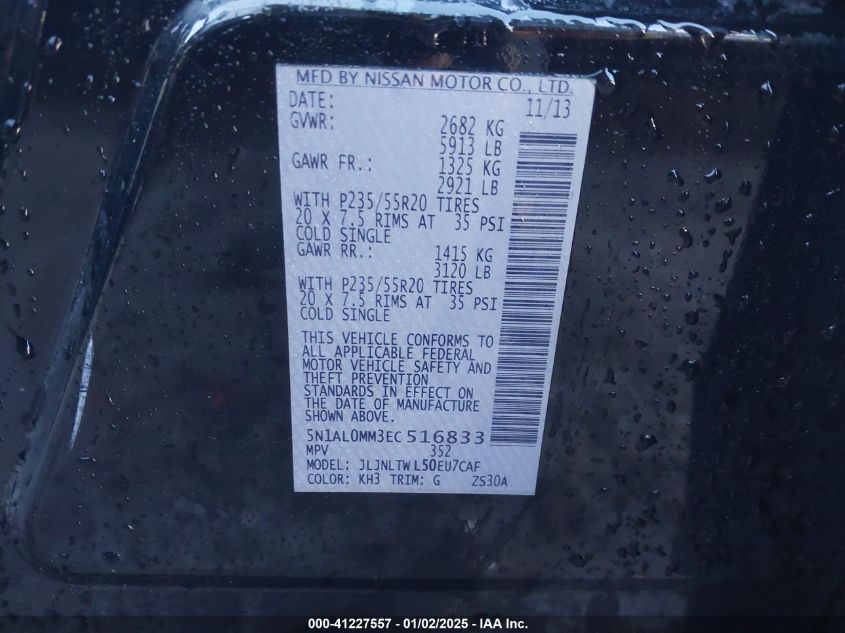 MFD BY NISSAN MOTOR CO., LTD.
DATE: 11/13
GVWR: 2682 KG
5913 LB
GAWR FR.: 1325 KG
2921 LB
WITH P235/55R20 TIRES
20 X 7.5 RIMS AT 35 PSI
COLD SINGLE
GAWR RR.: 1415 KG
3120 LB
WITH P235/55R20 TIRES
20 X 7.5 RIMS AT 35 PSI
COLD SINGLE
THIS VEHICLE CONFORMS TO
ALL APPLICABLE FEDERAL
MOTOR VEHICLE SAFETY AND
THEFT PREVENTION
STANDARDS IN EFFECT ON
THE DATE OF MANUFACTURE
SHOWN ABOVE.
5N1AL0MM3EC516833
MPV 352
MODEL: JLJNLTWL50EU7CAF
COLOR: KH3 TRIM: G ZS30A
000-41227557 - 01/02/2025 - IAA Inc.